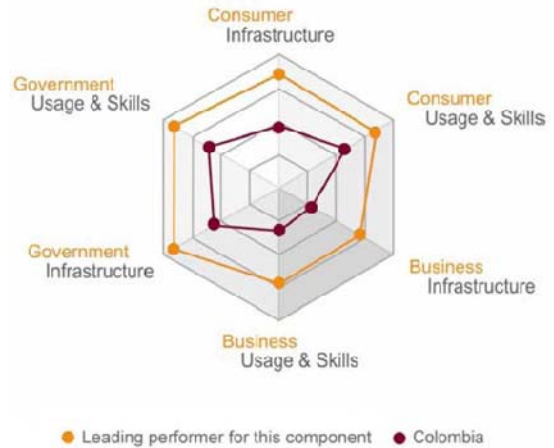 Consumer
Infrastructure
Government
Usage & Skills
Consumer
Usage & Skills
Government
Infrastructure
Business
Infrastructure
Business
Usage & Skills
Leading performer for this component
Colombia